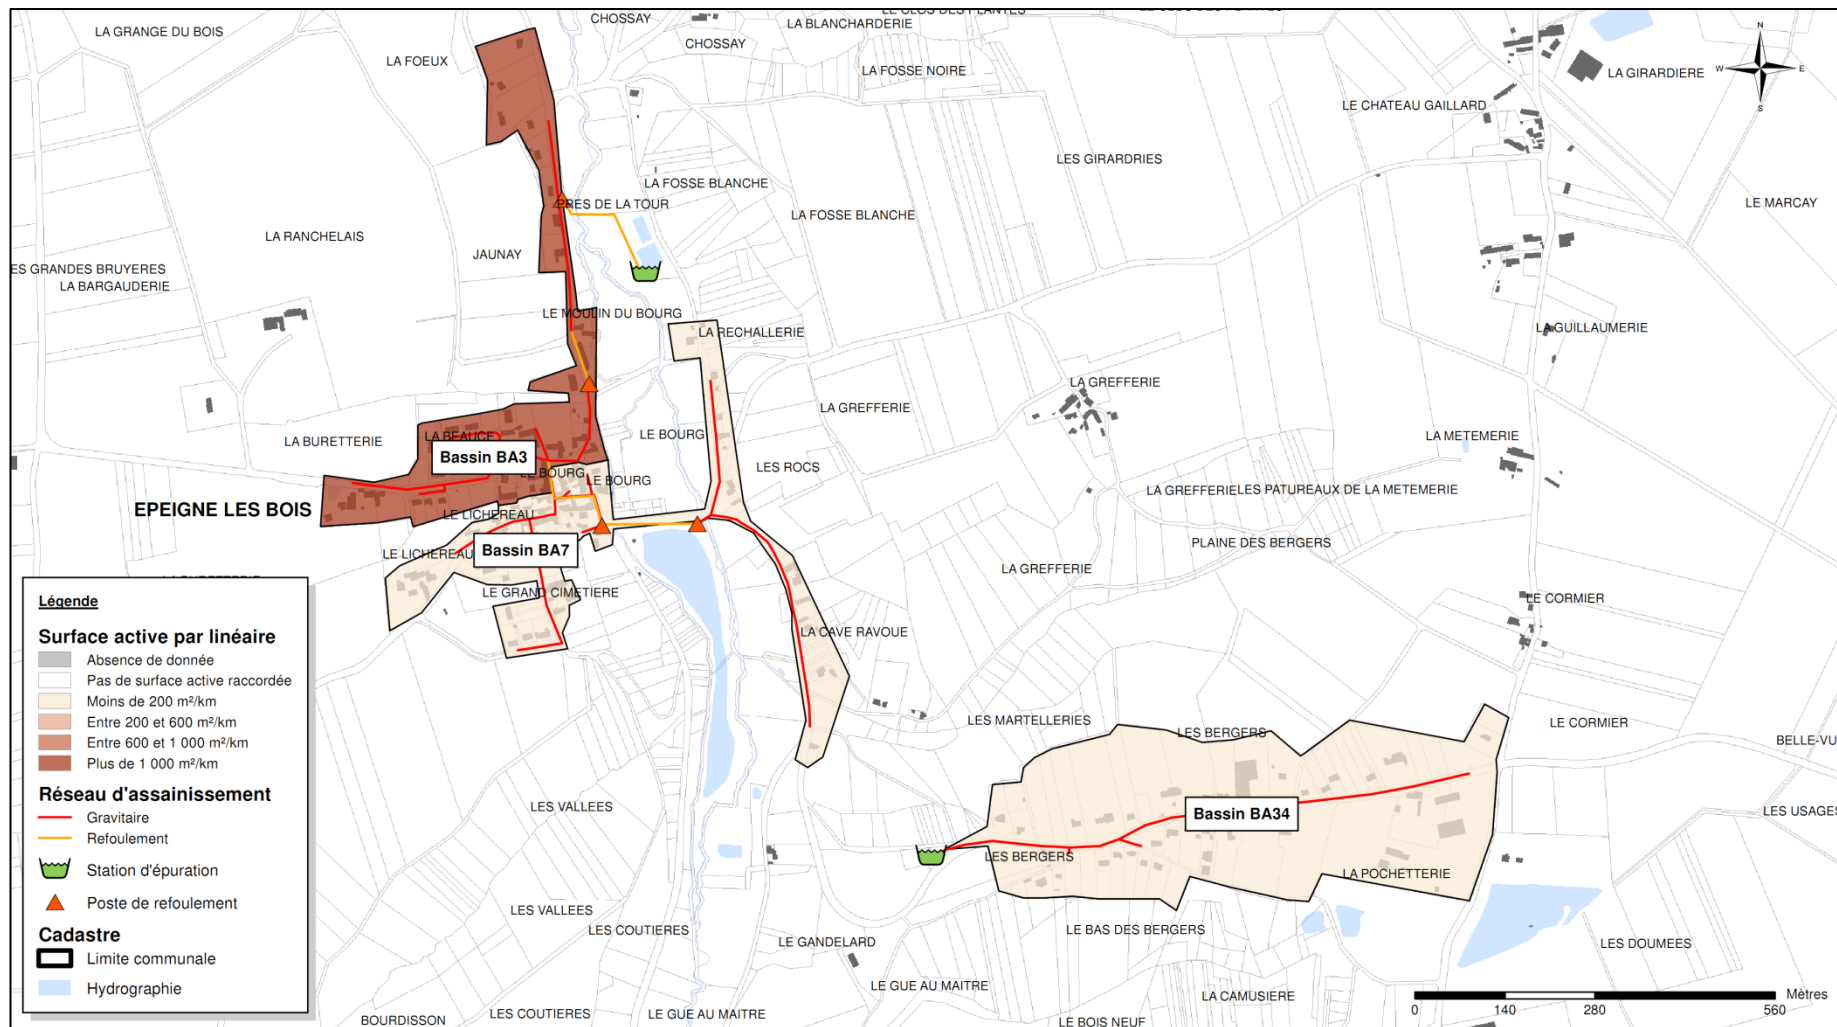 CHOSSAY
LA BLANCHARDERIE
LE CLOS DES PLANTES
LA GRANGE DU BOIS
CHOSSAY
LA FOEUX
LA FOSSE NOIRE
LA GIRARDIERE
N
W E
S
LE CHATEAU GAILLARD
LES GIRARDRIES
LA FOSSE BLANCHE
PRES DE LA TOUR
LA FOSSE BLANCHE
LE MARCAY
LA RANCHELAIS
JAUNAY
ES GRANDES BRUYERES
LA BARGAUDERIE
LE MOULIN DU BOURG
LA RECHALLERIE
LA GUILLAUMERIE
LA GREFFERIE
LA GREFFERIE
LA BURETTERIE
LA BEAUCE
LE BOURG
LA METEMERIE
Bassin BA3
LES ROCS
LE BOURG
LE BOURG
LA GREFFERIE
LES PATUREAUX DE LA METEMERIE
EPEIGNE LES BOIS
LE LICHEREAU
LE LICHEREAU
Bassin BA7
PLAINE DES BERGERS
LA GREFFERIE
LE GRAND CIMETIERE
LE CORMIER
LA CAVE RAVOUE
LES MARTELLERIES
LES BERGERS
LE CORMIER
BELLE-VU
LES VALLEES
Bassin BA34
LES USAGES
LES BERGERS
LA POCHETTERIE
LES VALLEES
LES COUTIERES
LE GANDELARD
LE BAS DES BERGERS
LES DOUMEES
LE GUE AU MAITRE
LA CAMUSIERE
BOURDISSON
LES COUTIERES
LE GUE AU MAITRE
LE BOIS NEUF
Légende
Surface active par linéaire
Absence de donnée
Pas de surface active raccordée
Moins de 200 m²/km
Entre 200 et 600 m²/km
Entre 600 et 1 000 m²/km
Plus de 1 000 m²/km
Réseau d'assainissement
Gravitaire
Refoulement
Station d'épuration
Poste de refoulement
Cadastre
Limite communale
Hydrographie
Mètres
0 140 280 560